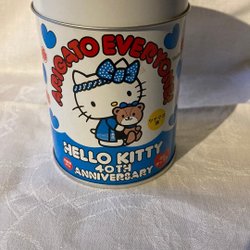 ARIGATO EVERYONE
HELLO KITTY
40TH
ANNIVERSARY